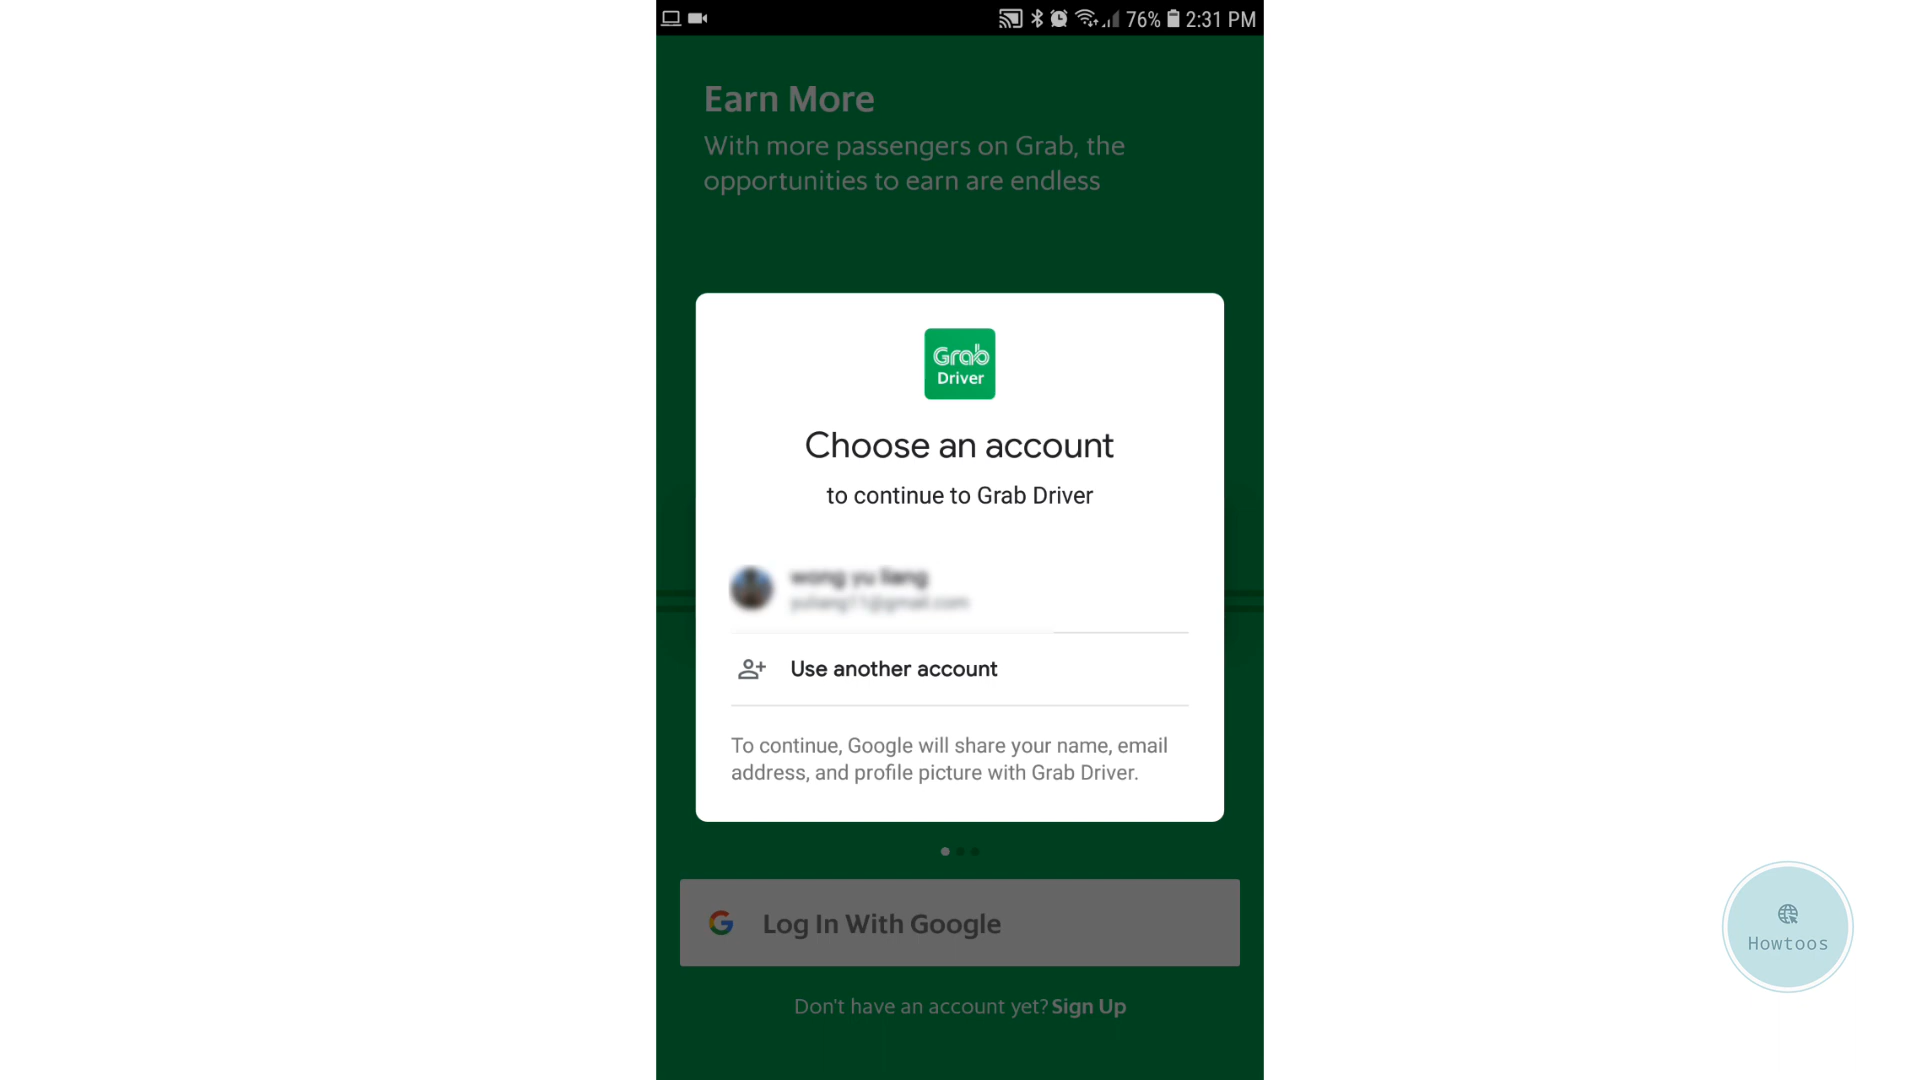 76% 2:31 PM
Earn More
With more passengers on Grab, the
opportunities to earn are endless
Grab
Driver
Choose an account
to continue to Grab Driver
Use another account
To continue, Google will share your name, email
address, and profile picture with Grab Driver.
Log In With Google
Don't have an account yet? Sign Up
Howtoos